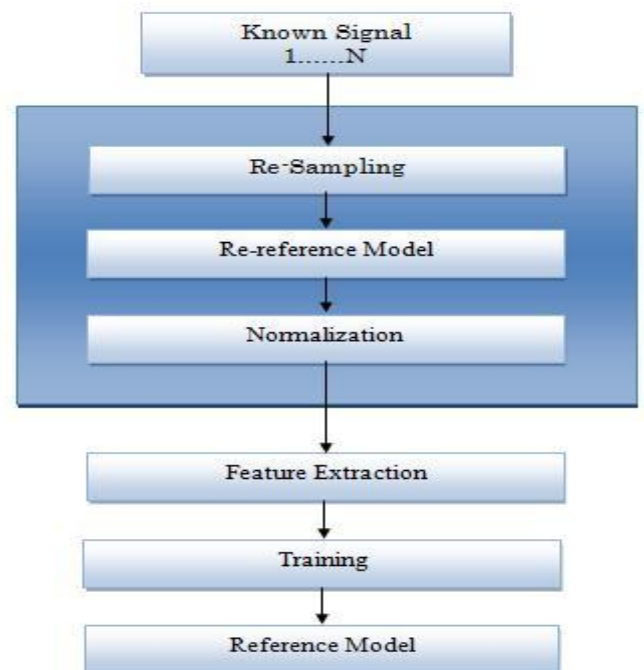 Known Signal
1......N
Re-Sampling
Re-reference Model
Normalization
Feature Extraction
Training
Reference Model